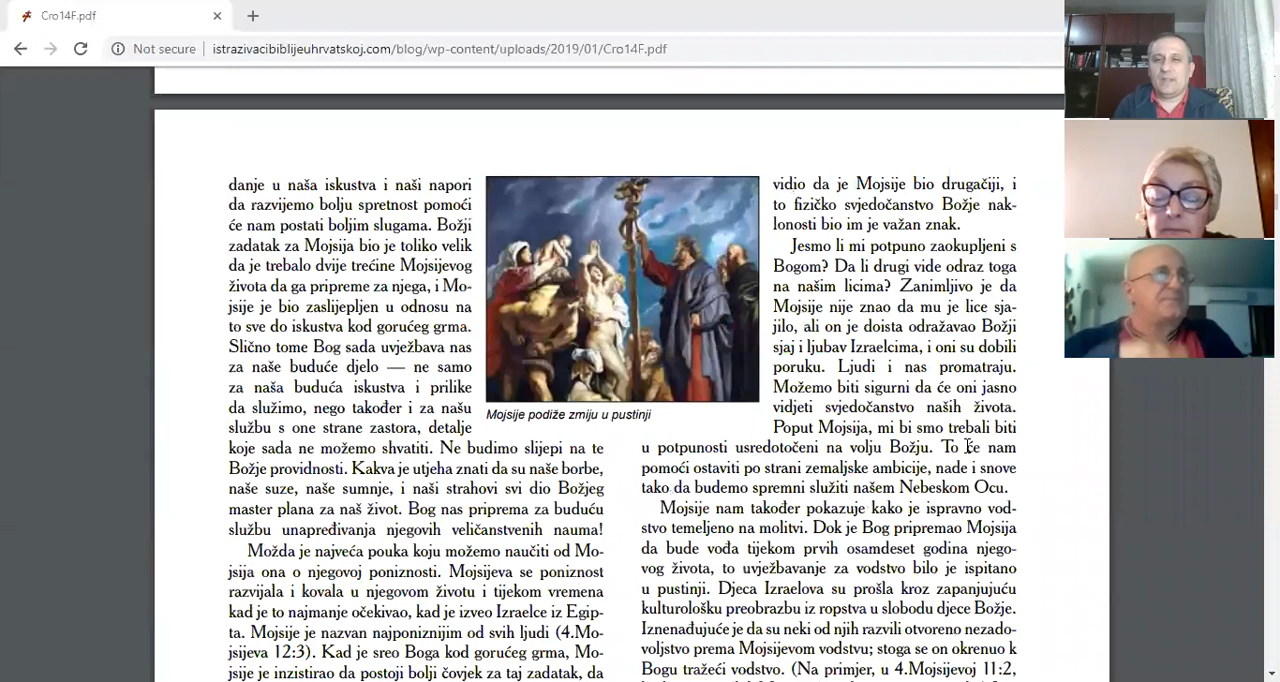 Cro14F.pdf
Not secure
istrazivacibiblijeuhrvatskoj.com/blog/wp-content/uploads/2019/01/Cro14F.pdf
danje u naša iskustva i naši napori
da razvijemo bolju spretnost pomoći
će nam postati boljim slugama. Božji
zadatak za Mojsija bio je toliko velik
da je trebalo dvije trećine Mojsijevog
života da ga pripreme za njega, i Mo-
jsije je bio zaslijepljen u odnosu na
to sve do iskustva kod gorućeg grma.
Slično tome Bog sada uvježbava nas
za naše buduće djelo — ne samo
za naša buduća iskustva i prilike
da služimo, nego također i za našu
službu s one strane zastora, detalje
koje sada ne možemo shvatiti. Ne budimo slijepi na te
Božje providnosti. Kakva je utjeha znati da su naše borbe,
naše suze, naše sumnje, i naši strahovi svi dio Božjeg
master plana za naš život. Bog nas priprema za buduću
službu unapređivanja njegovih veličanstvenih nauma!
Možda je najveća pouka koju možemo naučiti od Mo-
jsija ona o njegovoj poniznosti. Mojsijeva se poniznost
razvijala i kovala u njegovom životu i tijekom vremena
kad je to najmanje očekivao, kad je izveo Izraelce iz Egip-
ta. Mojsije je nazvan najponiznijim od svih ljudi (4.Mo-
jsijeva 12:3). Kad je sreo Boga kod gorućeg grma, Mo-
jsije je inzistirao da postoji bolji čovjek za taj zadatak, da
Mojsije podiže zmiju u pustinji
vidio da je Mojsije bio drugačiji, i
to fizičko svjedočanstvo Božje nak-
lonosti bio im je važan znak.
Jesmo li mi potpuno zaokupljeni s
Bogom? Da li drugi vide odraz toga
na našim licima? Zanimljivo je da
Mojsije nije znao da mu je lice sja-
jilo, ali on je doista odražavao Božji
sjaj i ljubav Izraelcima, i oni su dobili
poruku. Ljudi i nas promatraju.
Možemo biti sigurni da će oni jasno
vidjeti svjedočanstvo naših života.
Poput Mojsija, mi bi smo trebali biti
u potpunosti usredotočeni na volju Božju. To će nam
pomoći ostaviti po strani zemaljske ambicije, nade i snove
tako da budemo spremni služiti našem Nebeskom Ocu.
Mojsije nam također pokazuje kako je ispravno vod-
stvo temeljeno na molitvi. Dok je Bog pripremao Mojsija
da bude vođa tijekom prvih osamdeset godina njego-
vog života, to uvježbavanje za vodstvo bilo je ispitano
u pustinji. Djeca Izraelova su prošla kroz zapanjujuću
kulturološku preobrazbu iz ropstva u slobodu djece Božje.
Iznenađujuće je da su neki od njih razvili otvoreno nezado-
voljstvo prema Mojsijevom vodstvu; stoga se on okrenuo k
Bogu tražeći vodstvo. (Na primjer, u 4.Mojsijevoj 11:2,